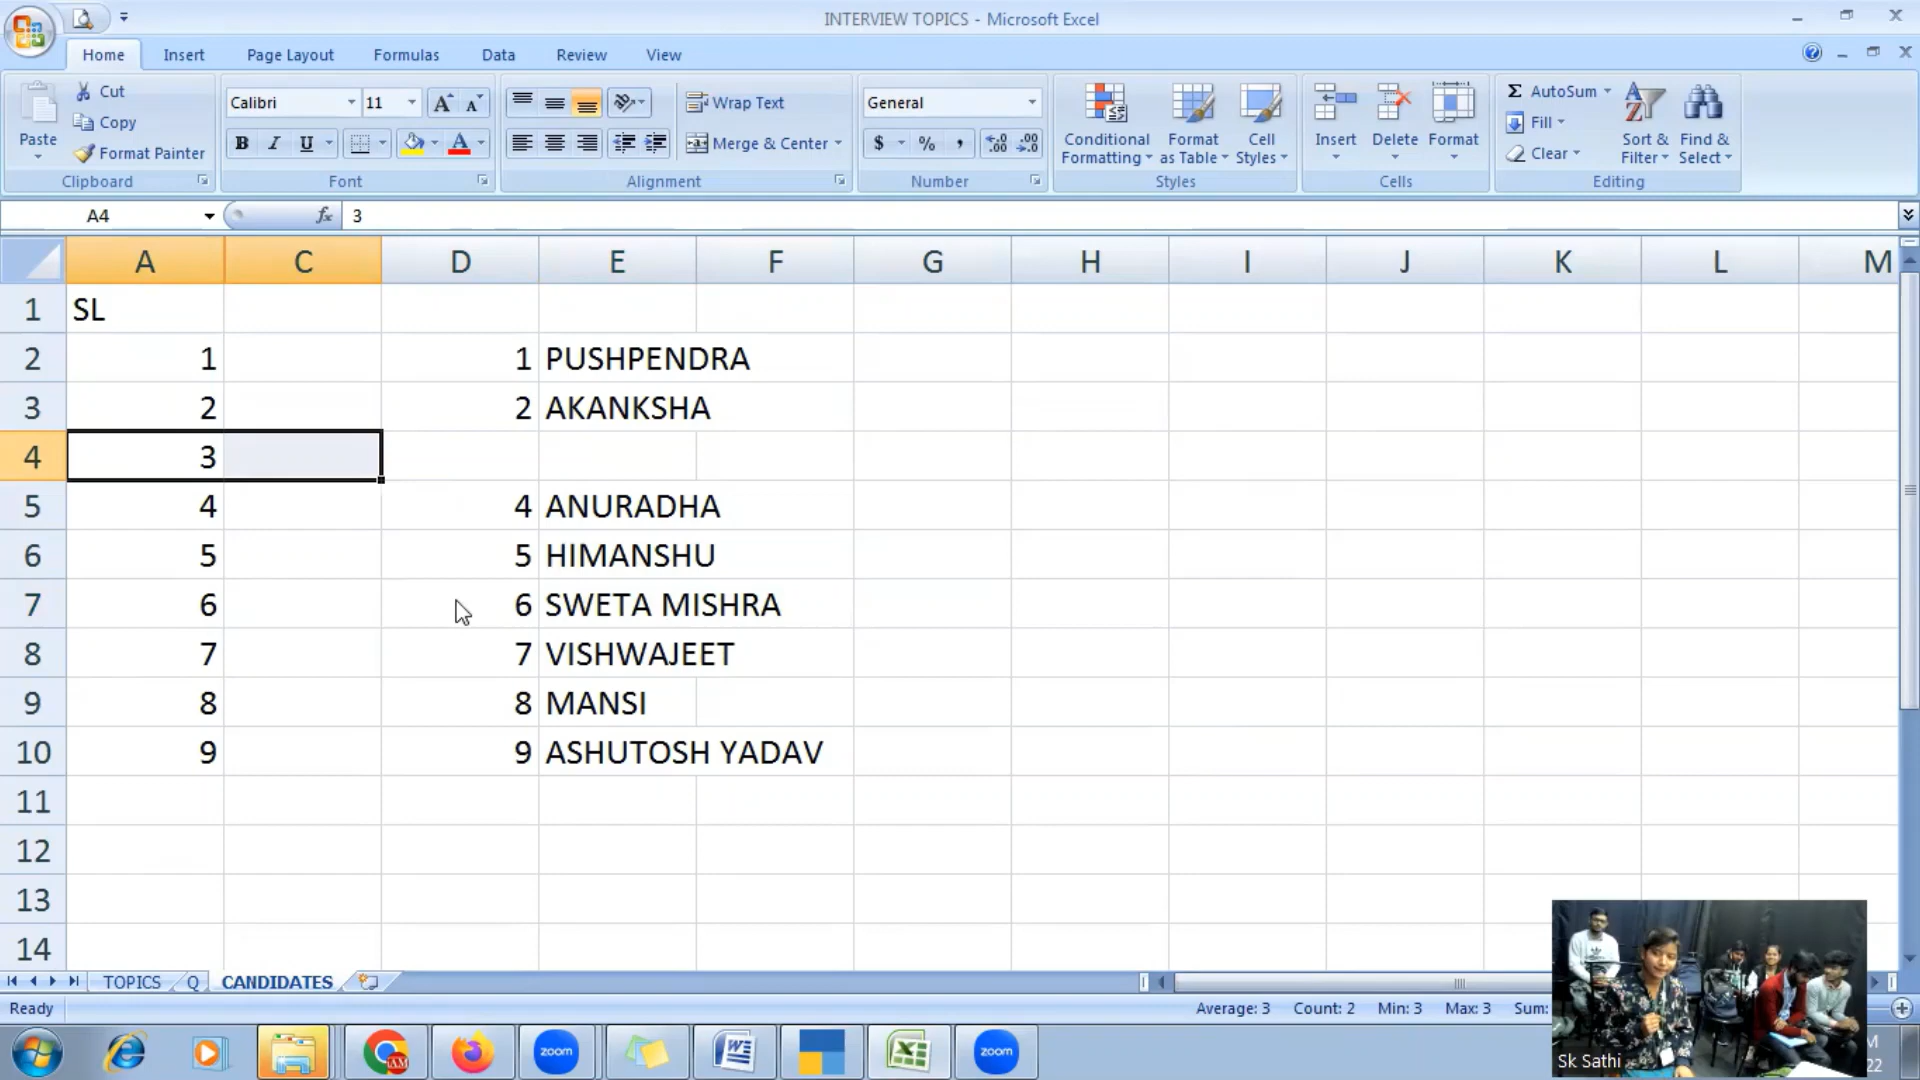 INTERVIEW TOPICS - Microsoft Excel
Home Insert Page Layout Formulas Data Review View
Paste
Cut
Copy
Format Painter
Clipboard
Calibri 11
B I U
Font
Wrap Text
Merge & Center
Alignment
General
$ % ,
Number
Conditional Formatting
Format as Table
Cell Styles
Styles
Insert Delete Format
Cells
AutoSum
Fill
Clear
Sort & Filter
Find & Select
Editing
A4 fx 3
A C D E F G H I J K L M
1 SL
2 1 1 PUSHPENDRA
3 2 2 AKANKSHA
4 3
5 4 4 ANURADHA
6 5 5 HIMANSHU
7 6 6 SWETA MISHRA
8 7 7 VISHWAJEET
9 8 8 MANSI
10 9 9 ASHUTOSH YADAV
11
12
13
14
TOPICS Q CANDIDATES
Ready Average: 3 Count: 2 Min: 3 Max: 3 Sum:
zoom zoom
Sk Sathi
M
22